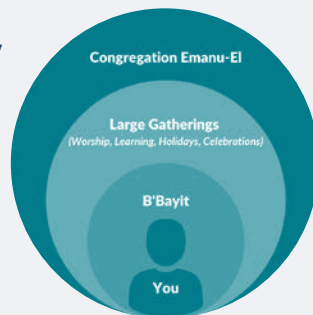 Congregation Emanu-El
Large Gatherings
(Worship, Learning, Holidays, Celebrations)
B'Bayit
You